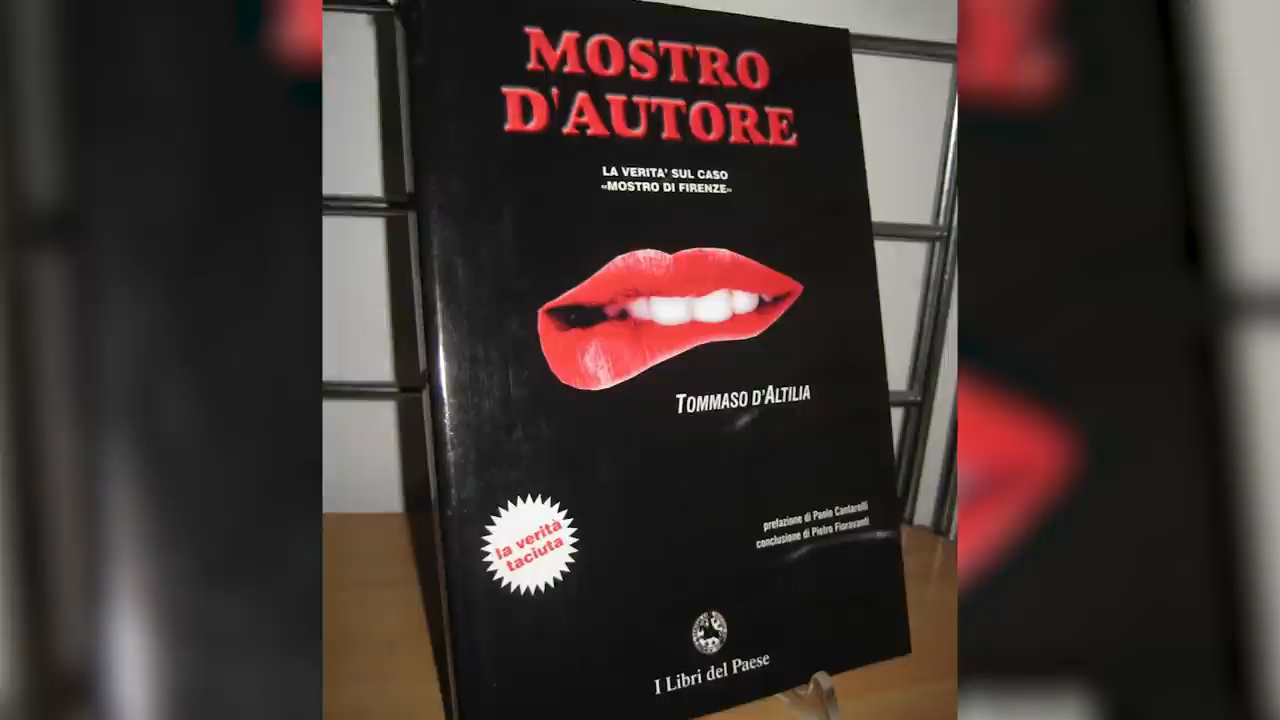 MOSTRO
D'AUTORE
LA VERITA' SUL CASO
«MOSTRO DI FIRENZE»
TOMMASO D'ALTILIA
la verità
taciuta
prefazione di Paolo Cantarelli
conclusione di Pietro Fioravanti
I Libri del Paese